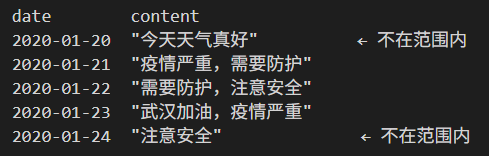 date        content
2020-01-20  "今天天气真好"          ← 不在范围内
2020-01-21  "疫情严重，需要防护"
2020-01-22  "需要防护，注意安全"
2020-01-23  "武汉加油，疫情严重"
2020-01-24  "注意安全"              ← 不在范围内